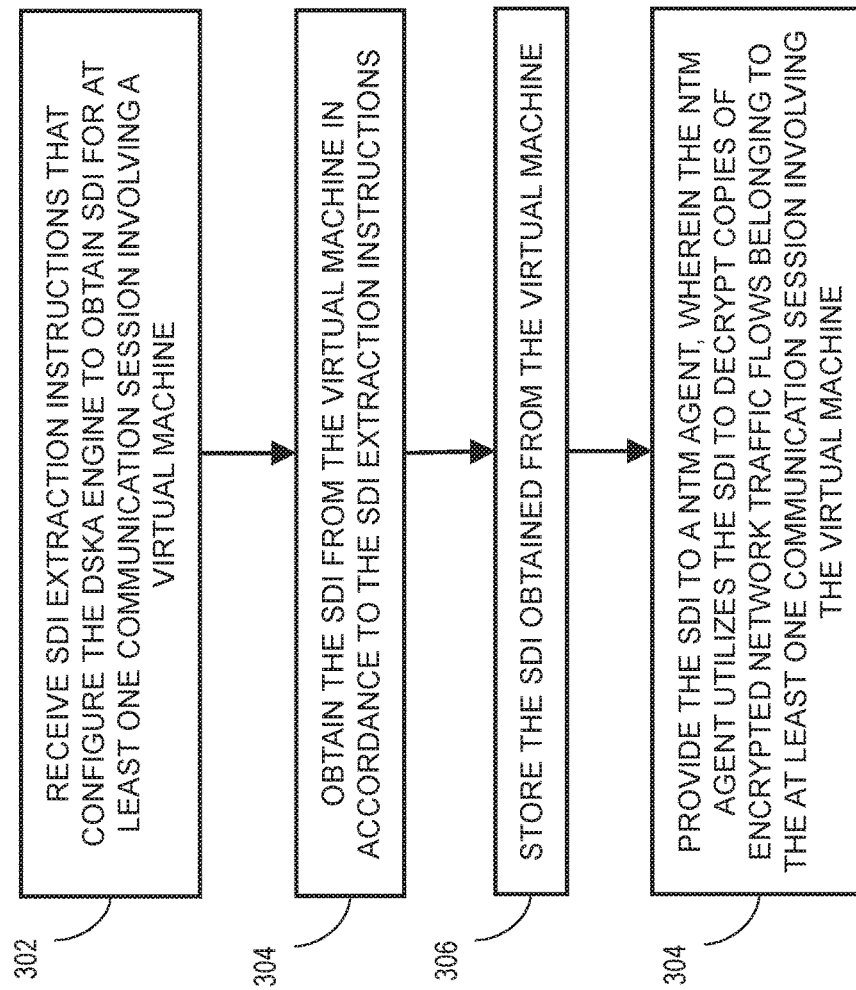 302
RECEIVE SDI EXTRACTION INSTRUCTIONS THAT
CONFIGURE THE DSKA ENGINE TO OBTAIN SDI FOR AT
LEAST ONE COMMUNICATION SESSION INVOLVING A
VIRTUAL MACHINE
304
OBTAIN THE SDI FROM THE VIRTUAL MACHINE IN
ACCORDANCE TO THE SDI EXTRACTION INSTRUCTIONS
306
STORE THE SDI OBTAINED FROM THE VIRTUAL MACHINE
304
PROVIDE THE SDI TO A NTM AGENT, WHEREIN THE NTM
AGENT UTILIZES THE SDI TO DECRYPT COPIES OF
ENCRYPTED NETWORK TRAFFIC FLOWS BELONGING TO
THE AT LEAST ONE COMMUNICATION SESSION INVOLVING
THE VIRTUAL MACHINE